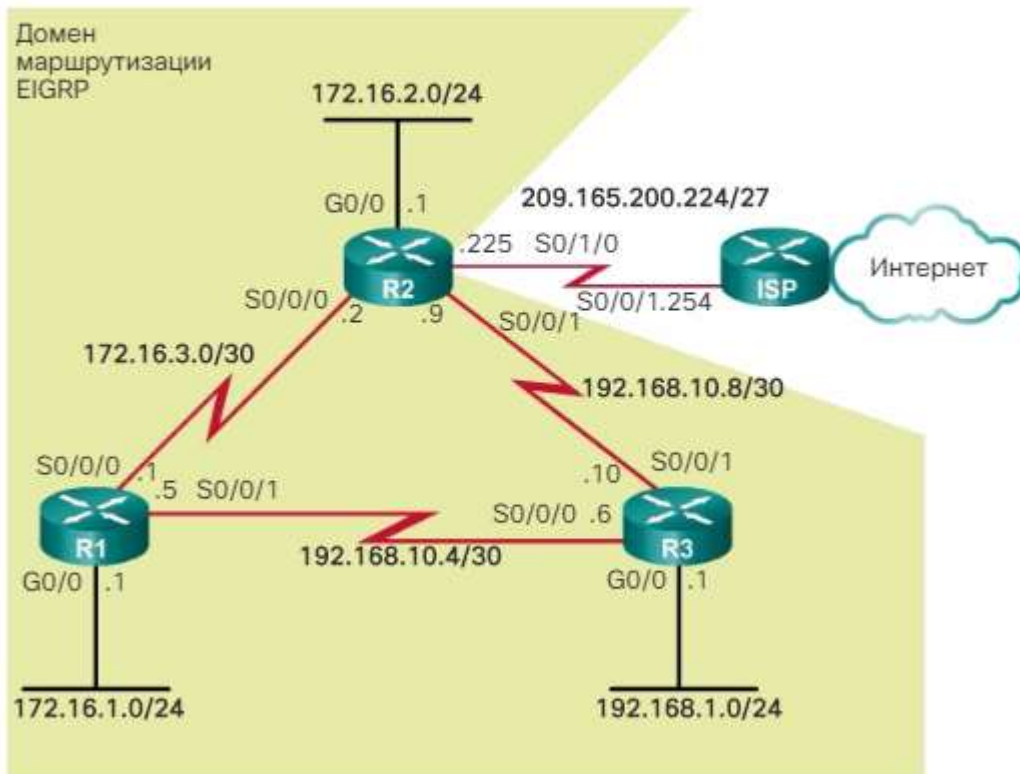 Домен
маршрутизации
EIGRP
172.16.2.0/24
G0/0 .1
209.165.200.224/27
.225 S0/1/0
R2
ISP
Интернет
S0/0/1.254
S0/0/0 .2 .9 S0/0/1
172.16.3.0/30
192.168.10.8/30
S0/0/0 .1
.10 S0/0/1
.5 S0/0/1
S0/0/0 .6
R1
R3
192.168.10.4/30
G0/0 .1
G0/0 .1
172.16.1.0/24
192.168.1.0/24